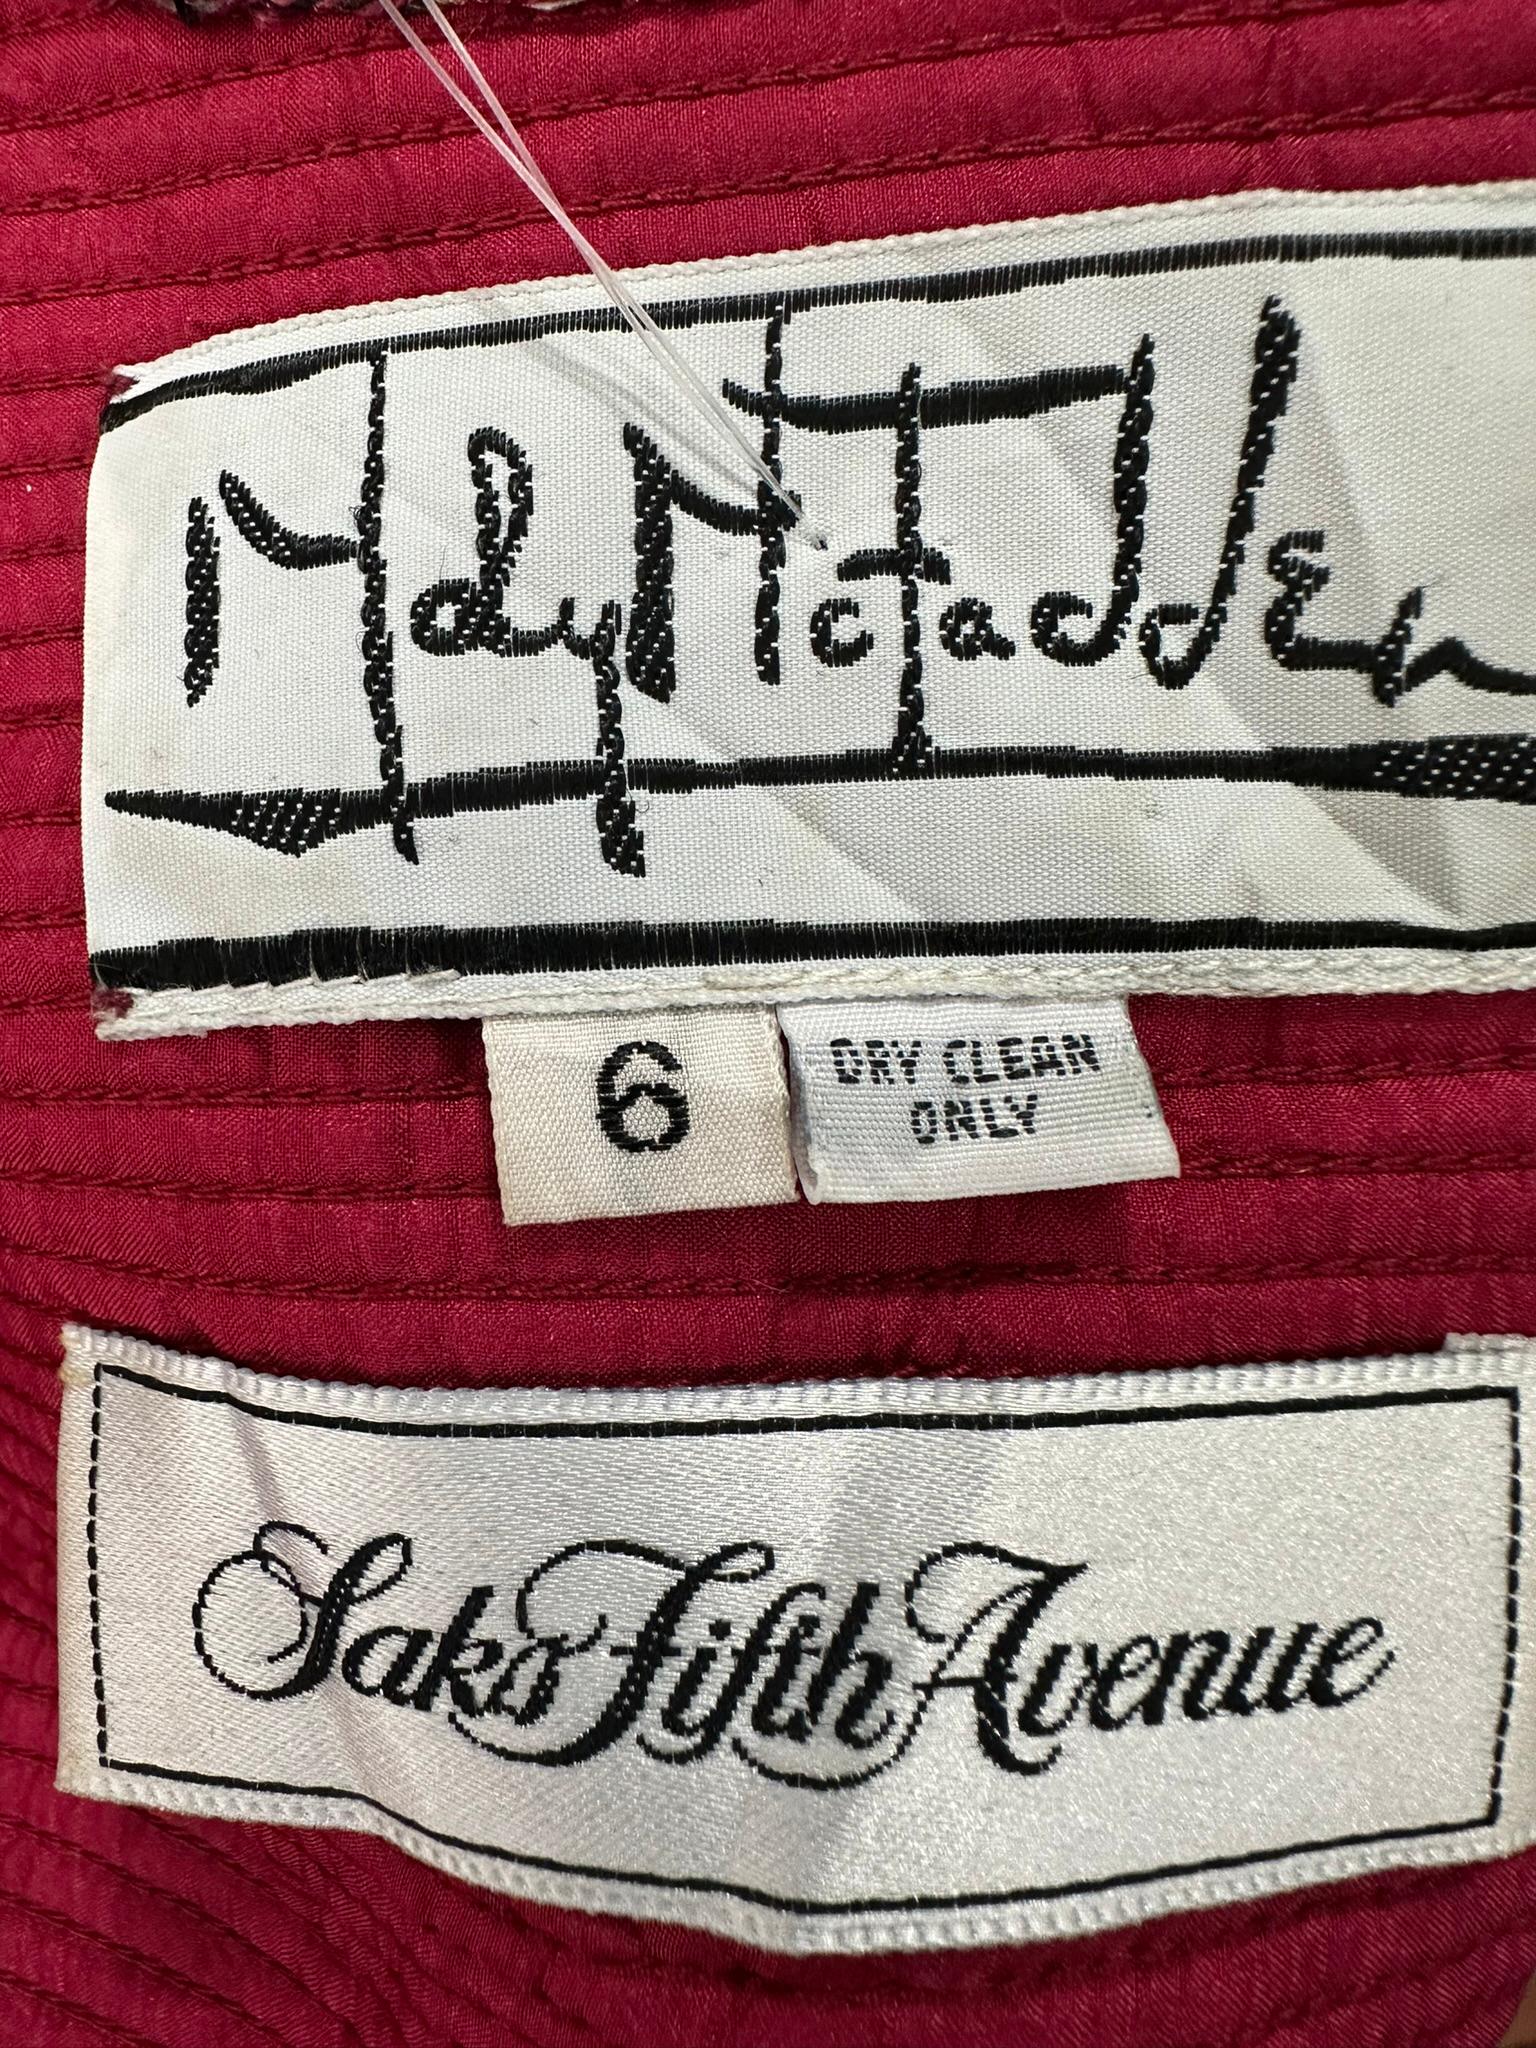 Mary McFadden
6
DRY CLEAN
ONLY
Saks Fifth Avenue